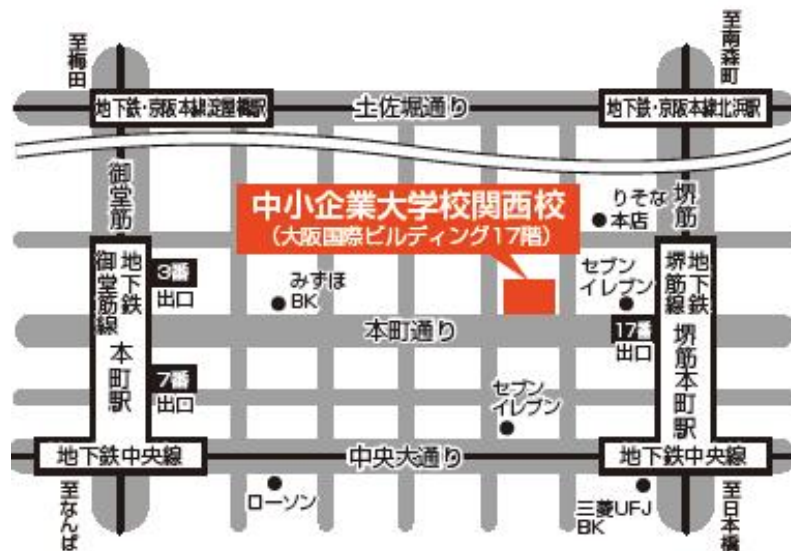 至梅田
至南森町
地下鉄・京阪本線淀屋橋駅
土佐堀通り
地下鉄・京阪本線北浜駅
御堂筋
中小企業大学校関西校
(大阪国際ビルディング17階)
りそな
本店
堺筋
地下鉄
御堂筋線
本町駅
3番
出口
みずほ
BK
セブン
イレブン
地下鉄
堺筋線
堺筋本町駅
本町通り
17番
出口
7番
出口
セブン
イレブン
地下鉄中央線
中央大通り
地下鉄中央線
至なんば
ローソン
三菱UFJ
BK
至日本橋